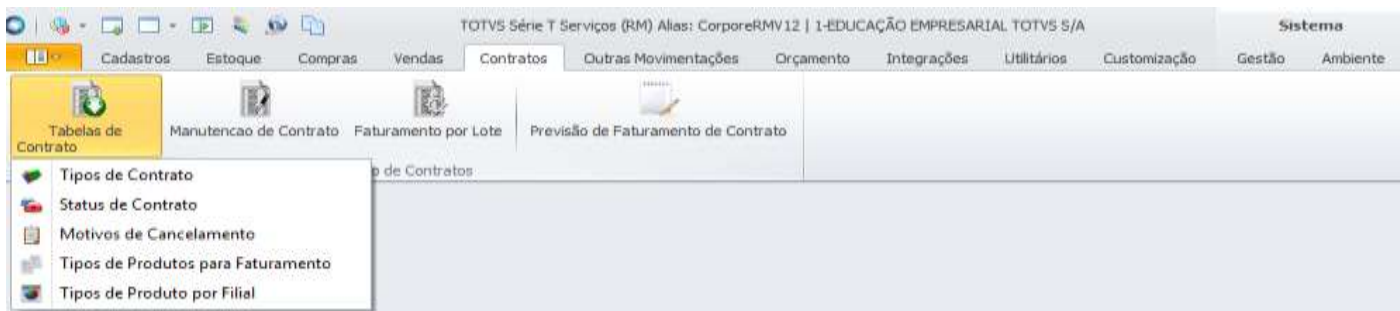 TOTVS Série T Serviços (RM) Alias: CorporeRMV12 | 1-EDUCAÇÃO EMPRESARIAL TOTVS S/A
Sistema
Cadastros Estoque Compras Vendas Contratos Outras Movimentações Orçamento Integrações Utilitários Customização Gestão Ambiente
Tabelas de Contrato
Manutencao de Contrato
Faturamento por Lote
Previsão de Faturamento de Contrato
o de Contratos
Tipos de Contrato
Status de Contrato
Motivos de Cancelamento
Tipos de Produtos para Faturamento
Tipos de Produto por Filial